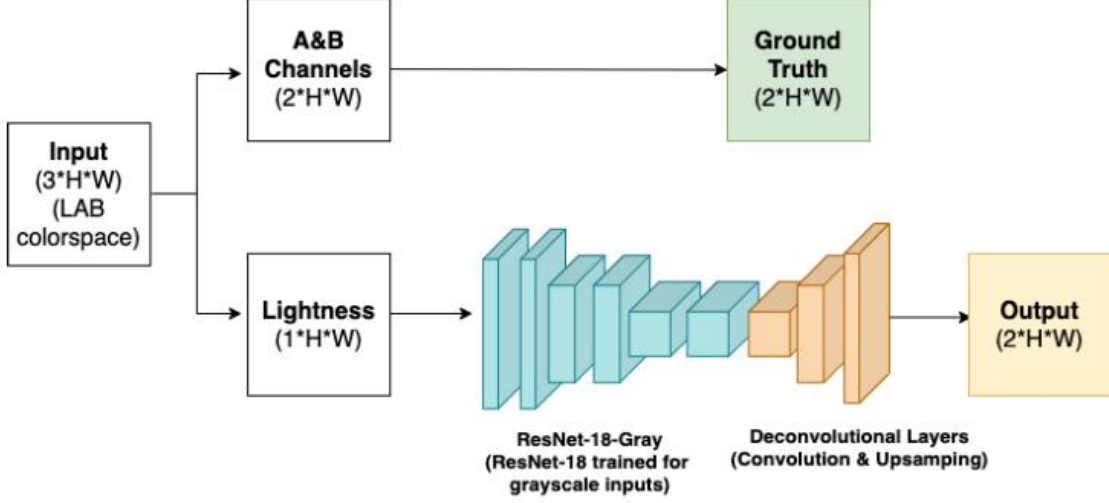 A&B
Channels
(2*H*W)
Ground
Truth
(2*H*W)
Input
(3*H*W)
(LAB
colorspace)
Lightness
(1*H*W)
Output
(2*H*W)
ResNet-18-Gray
(ResNet-18 trained for
grayscale inputs)
Deconvolutional Layers
(Convolution & Upsamping)